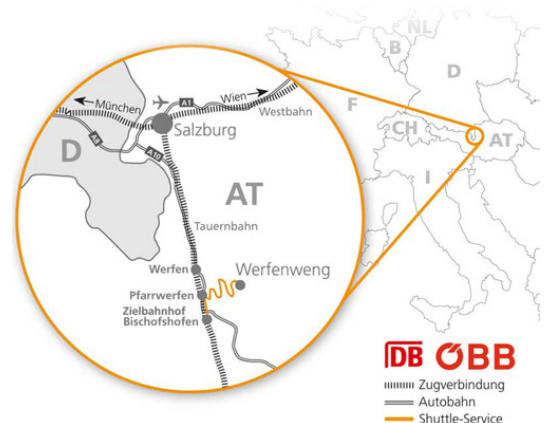 NL
B
D
F
CH
AT
I
München
A1
Wien
Westbahn
Salzburg
A8
A10
D
AT
Tauernbahn
Werfen
Werfenweng
Pfarrwerfen
Zielbahnhof
Bischofshofen
DB ÖBB
Zugverbindung
Autobahn
Shuttle-Service